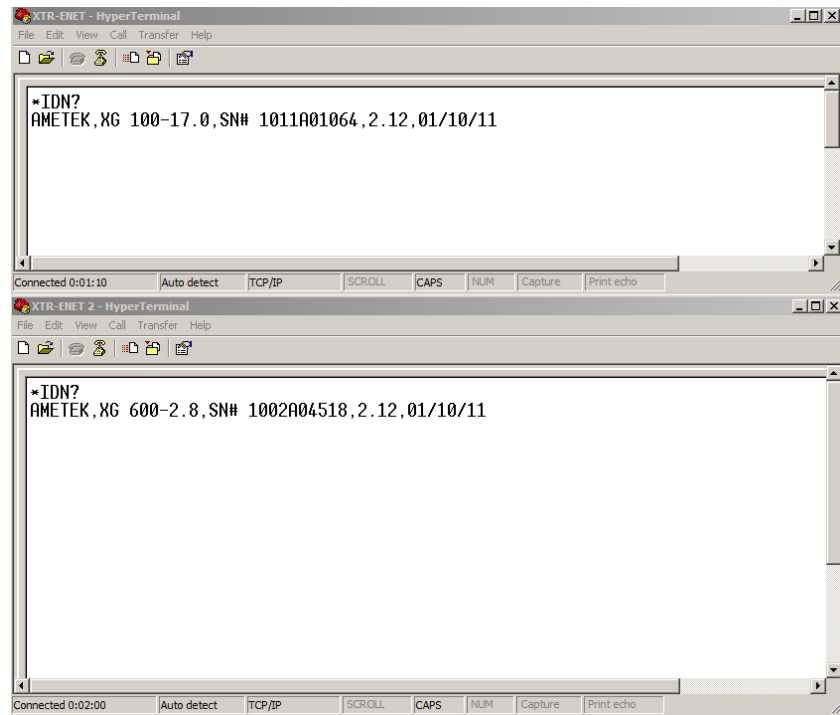 XTR-ENET - HyperTerminal
File Edit View Call Transfer Help
*IDN?
AMETEK,XG 100-17.0,SN# 1011A01064,2.12,01/10/11
Connected 0:01:10 Auto detect TCP/IP SCROLL CAPS NUM Capture Print echo
XTR-ENET 2 - HyperTerminal
File Edit View Call Transfer Help
*IDN?
AMETEK,XG 600-2.8,SN# 1002A04518,2.12,01/10/11
Connected 0:02:00 Auto detect TCP/IP SCROLL CAPS NUM Capture Print echo